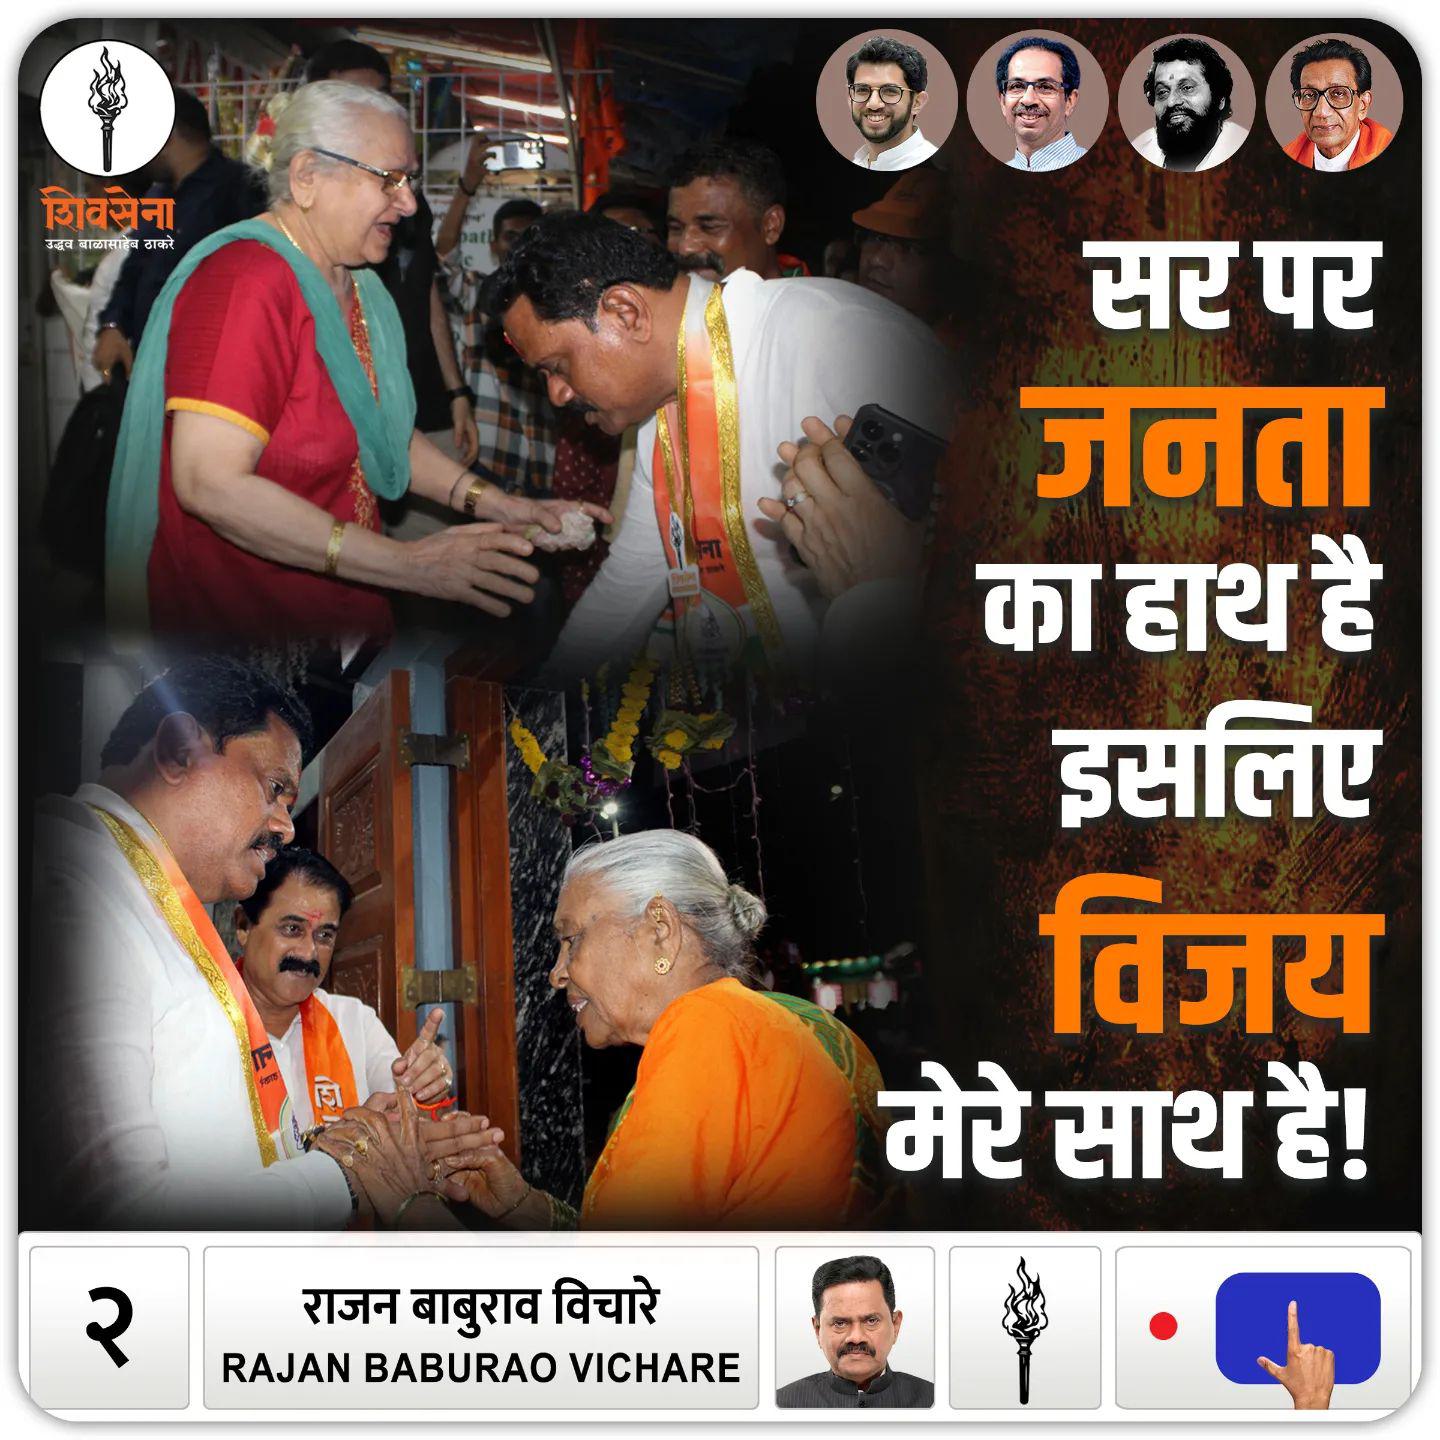 शिवसेना
उद्धव बाळासाहेब ठाकरे
सर पर
जनता
का हाथ है
इसलिए
विजय
मेरे साथ है!
२
राजन बाबुराव विचारे
RAJAN BABURAO VICHARE